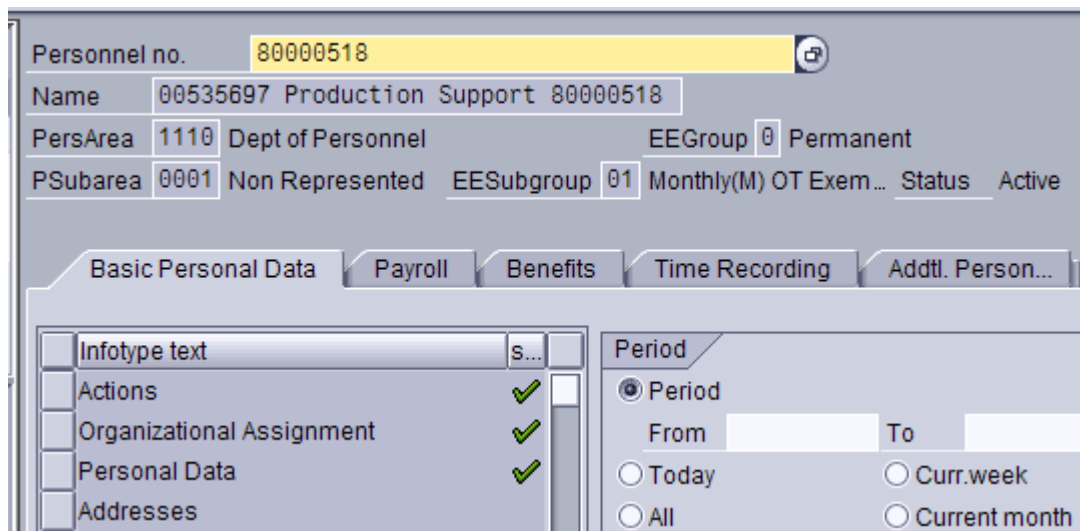 Personnel no. 80000518
Name 00535697 Production Support 80000518
PersArea 1110 Dept of Personnel EEGroup 0 Permanent
PSubarea 0001 Non Represented EESubgroup 01 Monthly(M) OT Exem... Status Active
Basic Personal Data Payroll Benefits Time Recording Addtl. Person...
Infotype text s...
Actions
Organizational Assignment
Personal Data
Addresses
Period
Period
From To
Today Curr.week
All Current month